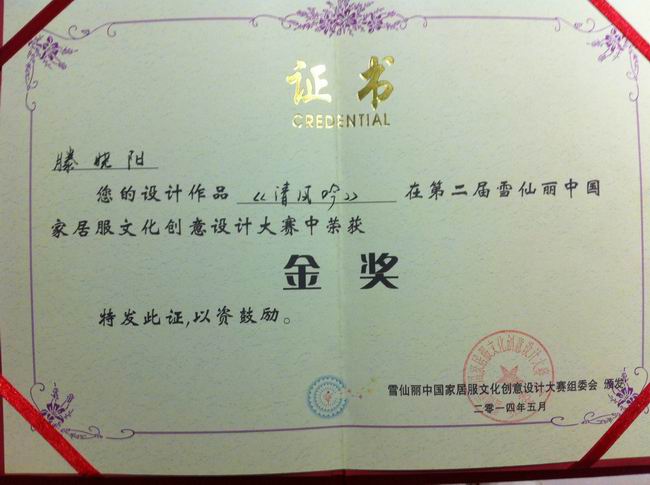 证书
CREDENTIAL
滕晓阳
您的设计作品《清风吟》在第二届雪仙丽中国
家居服文化创意设计大赛中荣获
金奖
特发此证,以资鼓励。
雪仙丽中国家居服文化创意设计大赛组委会 颁发
二零一四年五月